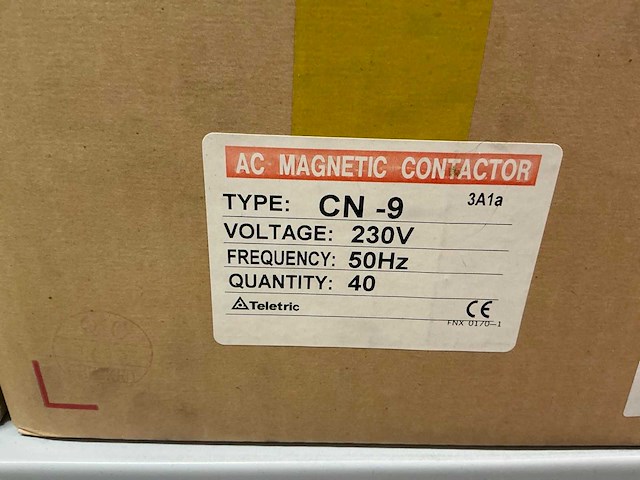 AC MAGNETIC CONTACTOR
TYPE: CN -9 3A1a
VOLTAGE: 230V
FREQUENCY: 50Hz
QUANTITY: 40
Teletric CE
FNX 0170-1